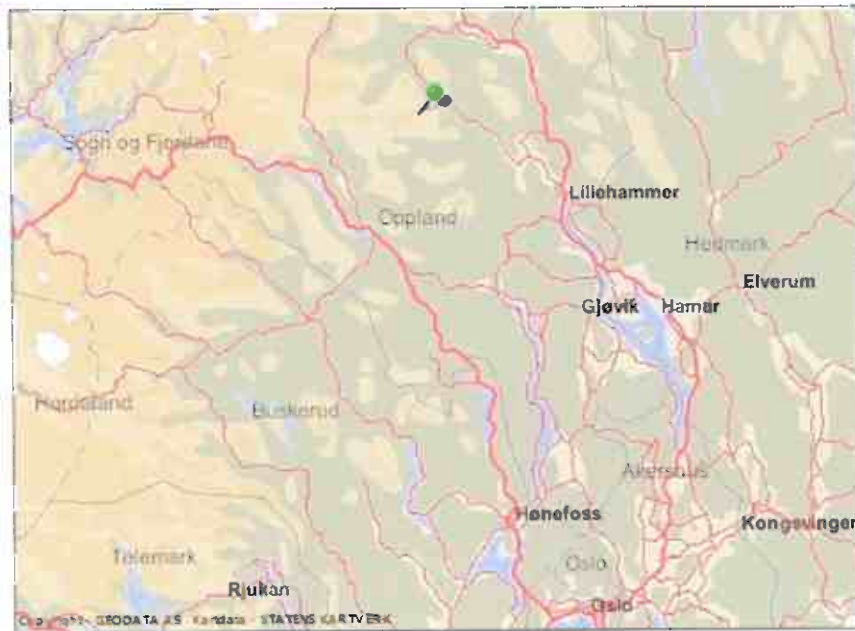 Sogn og Fjordane
Lillehammer
Oppland
Hedmark
Elverum
Gjøvik
Hamar
Hordaland
Buskerud
Akershus
Hønefoss
Kongsvinger
Telemark
Oslo
Rjukan
Oslo
Copyright: GEODATA AS - Kartdata: STATENS KARTVERK